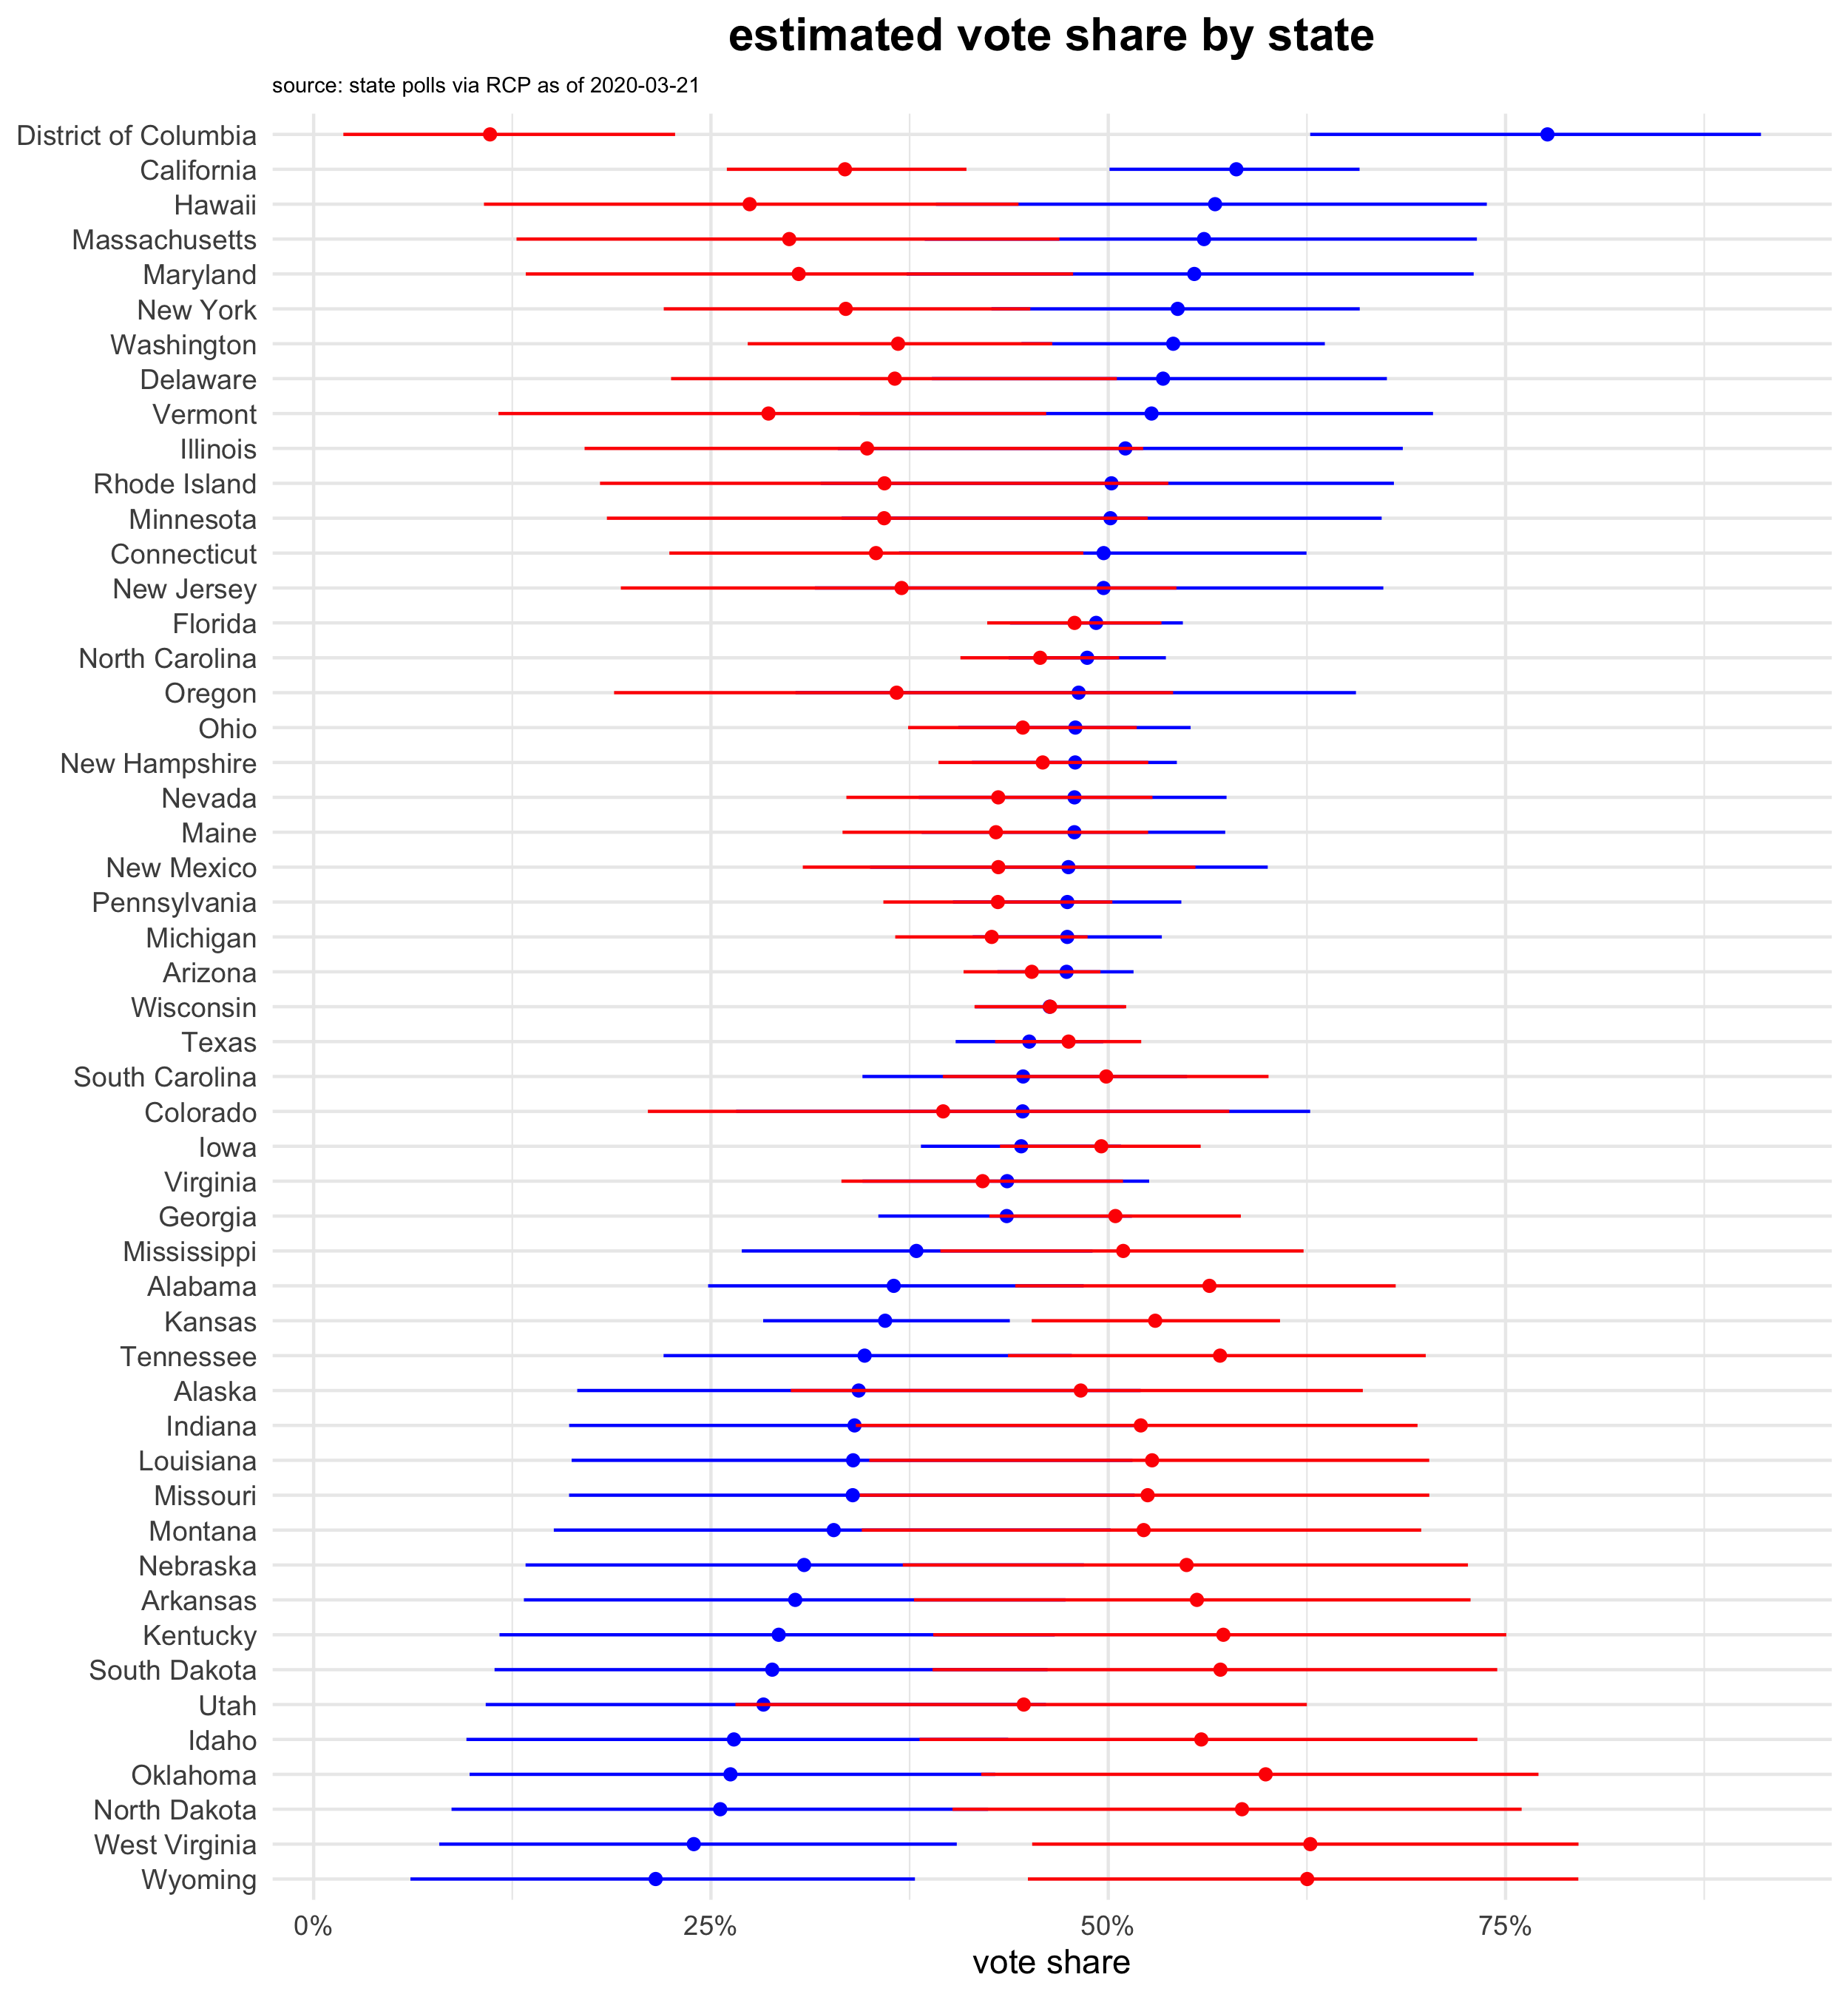 estimated vote share by state
source: state polls via RCP as of 2020-03-21
District of Columbia
California
Hawaii
Massachusetts
Maryland
New York
Washington
Delaware
Vermont
Illinois
Rhode Island
Minnesota
Connecticut
New Jersey
Florida
North Carolina
Oregon
Ohio
New Hampshire
Nevada
Maine
New Mexico
Pennsylvania
Michigan
Arizona
Wisconsin
Texas
South Carolina
Colorado
Iowa
Virginia
Georgia
Mississippi
Alabama
Kansas
Tennessee
Alaska
Indiana
Louisiana
Missouri
Montana
Nebraska
Arkansas
Kentucky
South Dakota
Utah
Idaho
Oklahoma
North Dakota
West Virginia
Wyoming
0% 25% 50% 75%
vote share